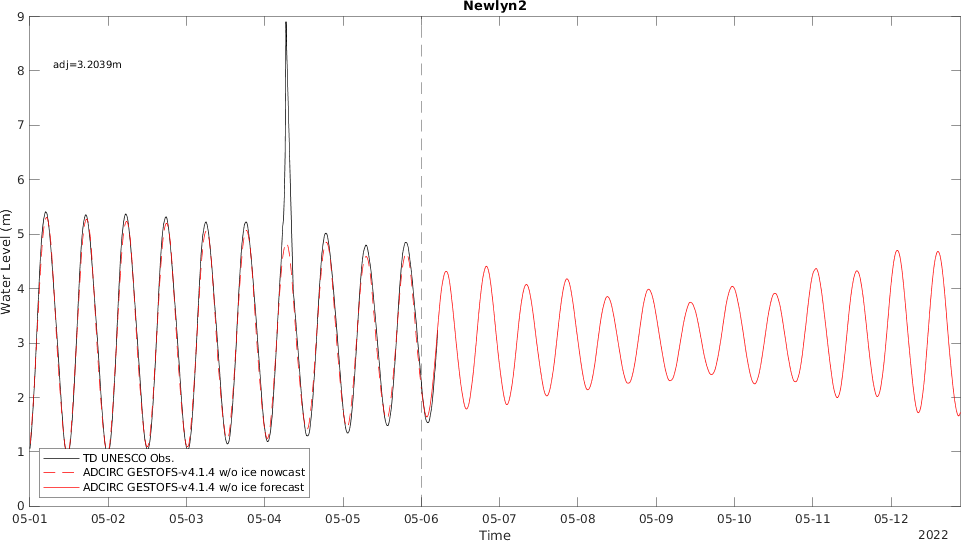 Newlyn2
adj=3.2039m
Water Level (m)
9
8
7
6
5
4
3
2
1
0
TD UNESCO Obs.
ADCIRC GESTOFS-v4.1.4 w/o ice nowcast
ADCIRC GESTOFS-v4.1.4 w/o ice forecast
05-01 05-02 05-03 05-04 05-05 05-06 05-07 05-08 05-09 05-10 05-11 05-12
Time
2022